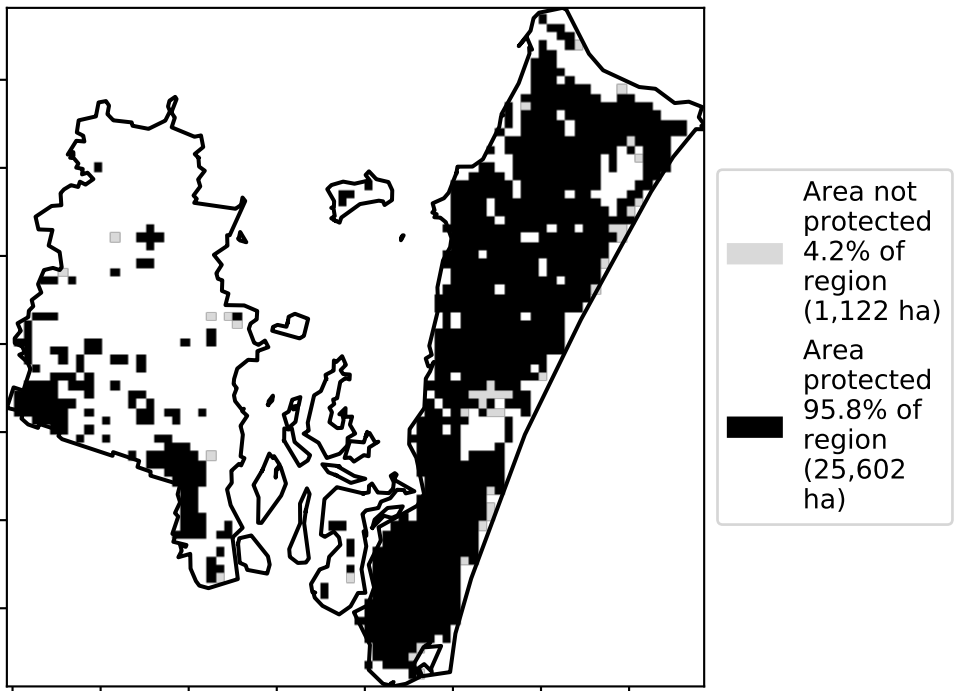 Area not
protected
4.2% of
region
(1,122 ha)
Area
protected
95.8% of
region
(25,602
ha)